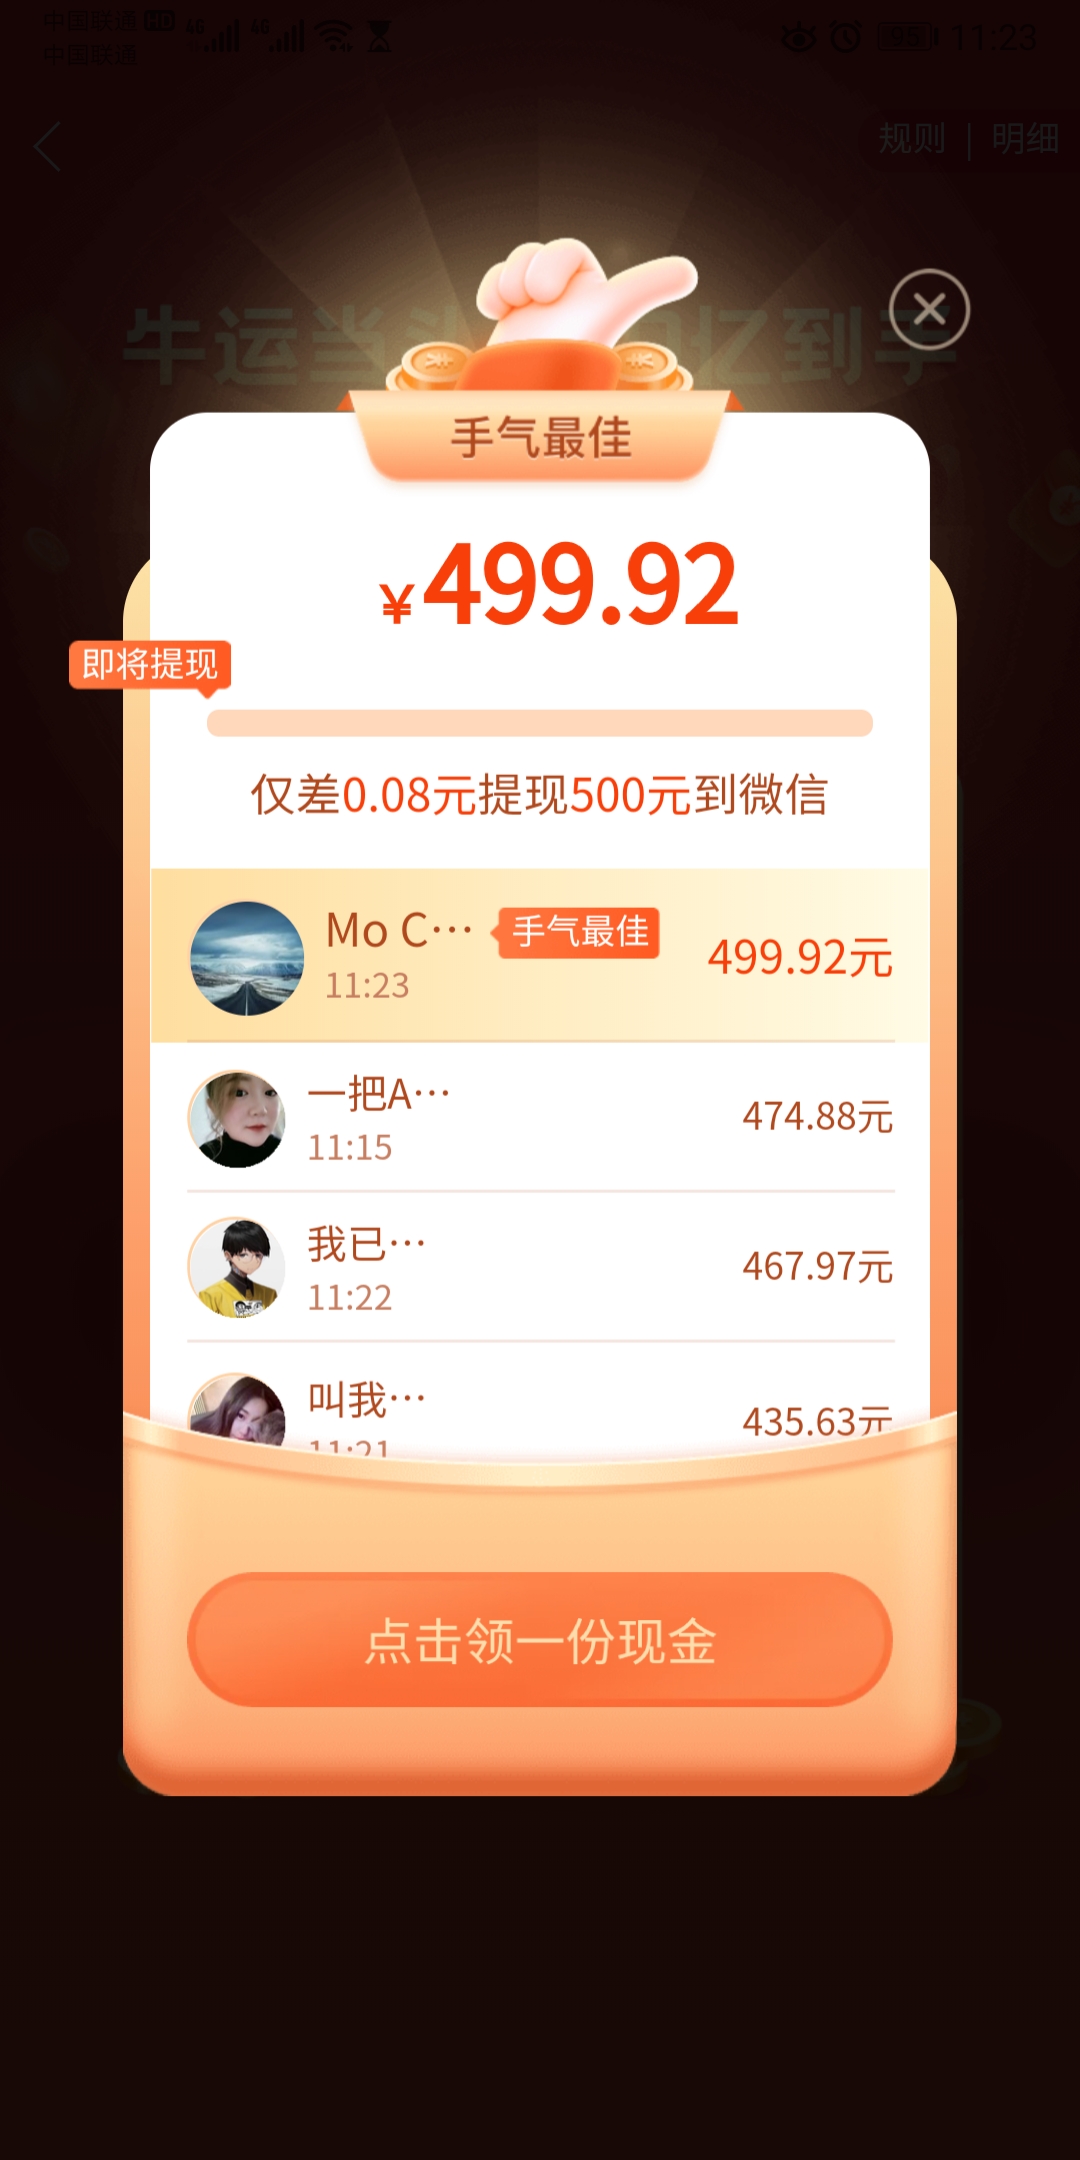 中国联通 HD 4G 4G 95 11:23
中国联通
规则 | 明细
牛运当 亿到手
手气最佳
¥499.92
即将提现
仅差0.08元提现500元到微信
Mo C… 手气最佳
11:23
499.92元
一把A…
11:15
474.88元
我已…
11:22
467.97元
叫我…
11:21
435.63元
点击领一份现金